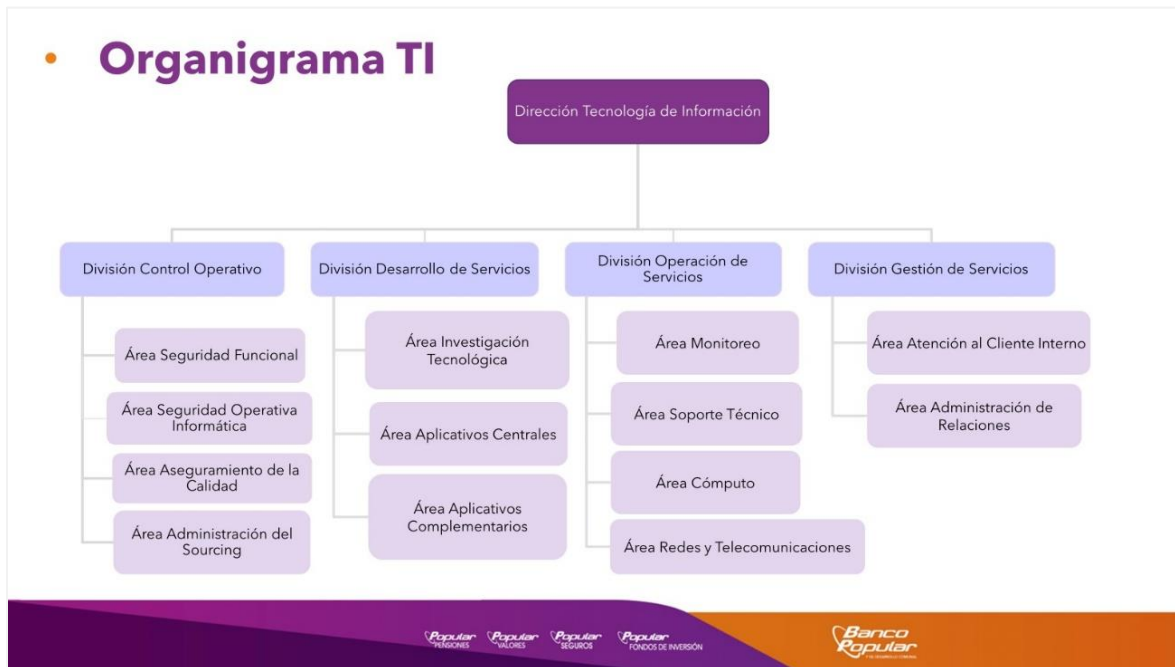 • Organigrama TI
Dirección Tecnología de Información
División Control Operativo
División Desarrollo de Servicios
División Operación de
Servicios
División Gestión de Servicios
Área Seguridad Funcional
Área Seguridad Operativa
Informática
Área Aseguramiento de la
Calidad
Área Administración del
Sourcing
Área Investigación
Tecnológica
Área Aplicativos Centrales
Área Aplicativos
Complementarios
Área Monitoreo
Área Soporte Técnico
Área Cómputo
Área Redes y Telecomunicaciones
Área Atención al Cliente Interno
Área Administración de
Relaciones
Popular
PENSIONES
Popular
VALORES
Popular
SEGUROS
Popular
FONDOS DE INVERSIÓN
Banco
Popular
Y DE DESARROLLO COMUNAL